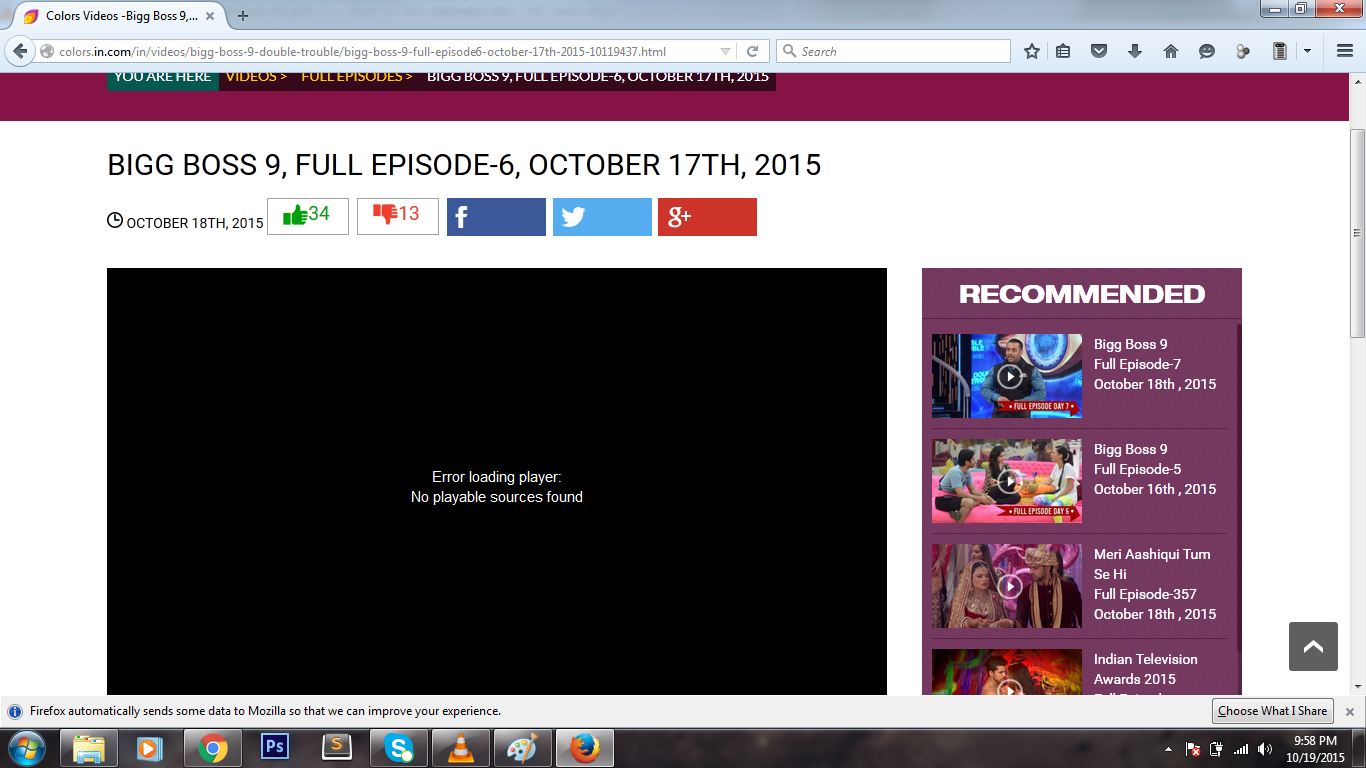 Colors Videos -Bigg Boss 9,...
colors.in.com/in/videos/bigg-boss-9-double-trouble/bigg-boss-9-full-episode6-october-17th-2015-10119437.html
Search
YOU ARE HERE VIDEOS > FULL EPISODES > BIGG BOSS 9, FULL EPISODE-6, OCTOBER 17TH, 2015
BIGG BOSS 9, FULL EPISODE-6, OCTOBER 17TH, 2015
OCTOBER 18TH, 2015 34 13
Error loading player:
No playable sources found
RECOMMENDED
• FULL EPISODE DAY 7 •
Bigg Boss 9
Full Episode-7
October 18th , 2015
• FULL EPISODE DAY 5 •
Bigg Boss 9
Full Episode-5
October 16th , 2015
Meri Aashiqui Tum
Se Hi
Full Episode-357
October 18th , 2015
Indian Television
Awards 2015
Firefox automatically sends some data to Mozilla so that we can improve your experience.
Choose What I Share
Ps
S
9:58 PM
10/19/2015